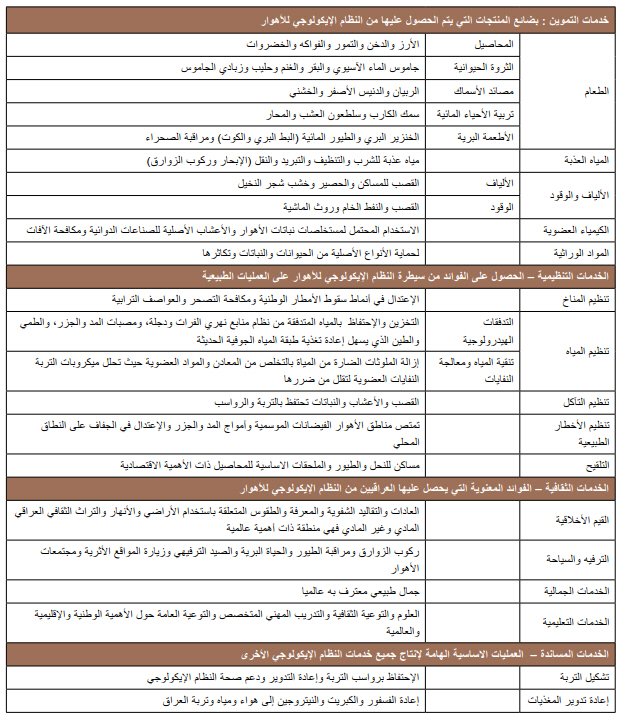 خدمات التموين : بضائع المنتجات التي يتم الحصول عليها من النظام الإيكولوجي للأهوار
الطعام
المحاصيل
الأرز والدخن والتمور والفواكه والخضروات
الثروة الحيوانية
جاموس الماء الأسيوي والبقر والغنم وحليب وزبادي الجاموس
مصائد الأسماك
الربيان والدنيس الأصفر والخشني
تربية الأحياء المائية
سمك الكارب وسلطعون العشب والمحار
الأطعمة البرية
الخنزير البري والطيور المائية (البط البري والكوت) ومراقبة الصحراء
المياه العذبة
مياه عذبة للشرب والتنظيف والتبريد والنقل (الإبحار وركوب الزوارق)
الألياف والوقود
الألياف
القصب للمساكن والحصير وخشب شجر النخيل
الوقود
القصب والنفط الخام وروث الماشية
الكيمياء العضوية
الاستخدام المحتمل لمستخلصات نباتات الأهوار والأعشاب الأصلية للصناعات الدوائية ومكافحة الآفات
المواد الوراثية
لحماية الأنواع الأصلية من الحيوانات والنباتات وتكاثرها
الخدمات التنظيمية – الحصول على الفوائد من سيطرة النظام الإيكولوجي للأهوار على العمليات الطبيعية
تنظيم المناخ
الإعتدال في أنماط سقوط الأمطار الوطنية ومكافحة التصحر والعواصف الترابية
تنظيم المياه
التدفقات
الهيدرولوجية
التخزين والإحتفاظ بالمياه المتدفقة من نظام منابع نهري الفرات ودجلة، ومصبات المد والجزر، والطمي
والطين الذي يسهل إعادة تغذية طبقة المياه الجوفية الحديثة
تنقية المياه ومعالجة
النفايات
إزالة الملوثات الضارة من المياة بالتخلص من المعادن والمواد العضوية حيث تحلل ميكروبات التربة
النفايات العضوية لتقلل من ضررها
تنظيم التآكل
القصب والأعشاب والنباتات تحتفظ بالتربة والرواسب
تنظيم الأخطار
الطبيعية
تمتص مناطق الأهوار الفيضانات الموسمية وأمواج المد والجزر والإعتدال في الجفاف على النطاق
المحلي
التلقيح
مساكن للنحل والطيور والملحقات الاساسية للمحاصيل ذات الأهمية الاقتصادية
الخدمات الثقافية – الفوائد المعنوية التي يحصل عليها العراقيين من النظام الإيكولوجي للأهوار
القيم الأخلاقية
العادات والتقاليد الشفوية والمعرفة والطقوس المتعلقة باستخدام الأراضي والأنهار والتراث الثقافي العراقي
المادي وغير المادي فهي منطقة ذات أهمية عالمية
الترفيه والسياحة
ركوب الزوارق ومراقبة الطيور والحياة البرية والصيد الترفيهي وزيارة المواقع الأثرية ومجتمعات
الأهوار
الخدمات الجمالية
جمال طبيعي معترف به عالميا
الخدمات التعليمية
العلوم والتوعية الثقافية والتدريب المهني المتخصص والتوعية العامة حول الأهمية الوطنية والإقليمية
والعالمية
الخدمات المساندة – العمليات الاساسية الهامة لإنتاج جميع خدمات النظام الإيكولوجي الأخرى
تشكيل التربة
الإحتفاظ برواسب التربة وإعادة التدوير ودعم صحة النظام الإيكولوجي
إعادة تدوير المغذيات
إعادة الفسفور والكبريت والنيتروجين إلى هواء ومياه وتربة العراق